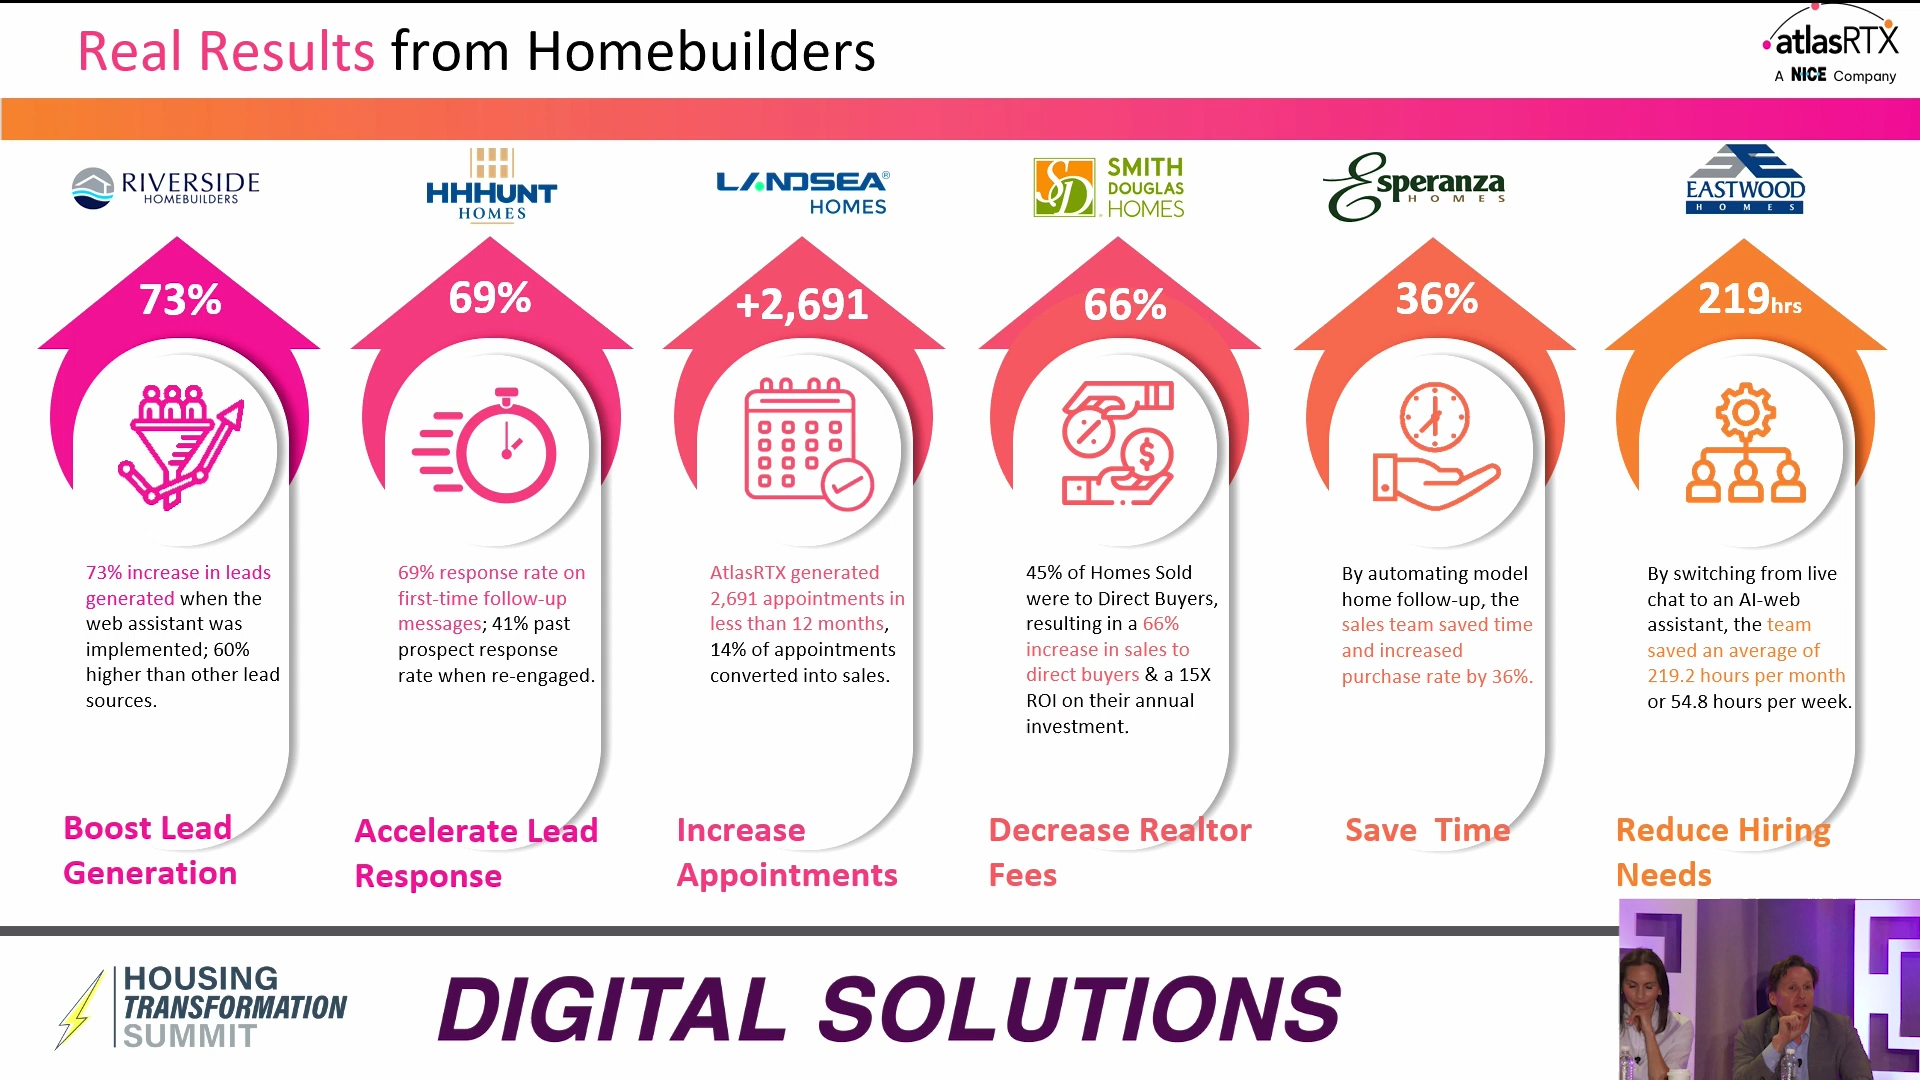 Real Results from Homebuilders
atlasRTX
A NICE Company
RIVERSIDE
HOMEBUILDERS
HHHUNT
HOMES
LANDSEA®
HOMES
SD
SMITH
DOUGLAS
HOMES
Esperanza
HOMES
EASTWOOD
HOMES
73%
69%
+2,691
66%
36%
219hrs
73% increase in leads
generated when the
web assistant was
implemented; 60%
higher than other lead
sources.
69% response rate on
first-time follow-up
messages; 41% past
prospect response
rate when re-engaged.
AtlasRTX generated
2,691 appointments in
less than 12 months,
14% of appointments
converted into sales.
45% of Homes Sold
were to Direct Buyers,
resulting in a 66%
increase in sales to
direct buyers & a 15X
ROI on their annual
investment.
By automating model
home follow-up, the
sales team saved time
and increased
purchase rate by 36%.
By switching from live
chat to an AI-web
assistant, the team
saved an average of
219.2 hours per month
or 54.8 hours per week.
Boost Lead
Generation
Accelerate Lead
Response
Increase
Appointments
Decrease Realtor
Fees
Save Time
Reduce Hiring
Needs
HOUSING
TRANSFORMATION
SUMMIT
DIGITAL SOLUTIONS